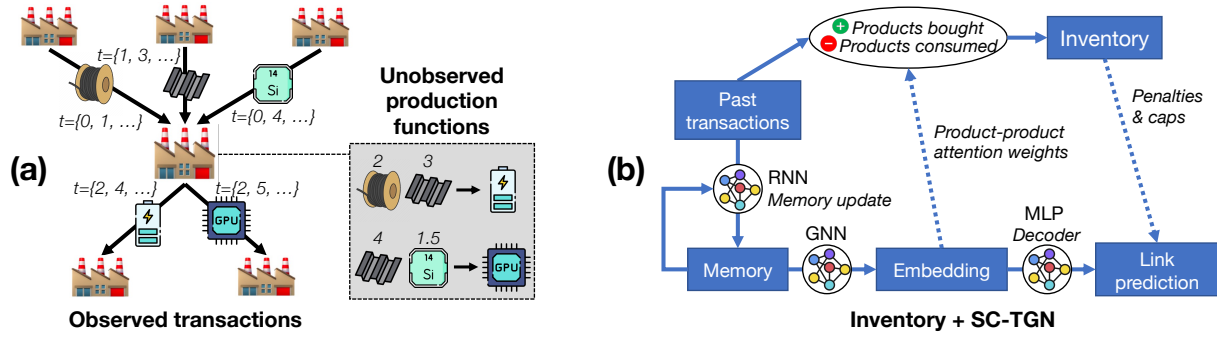 (a)
t={1, 3, …}
t={0, 1, …}
14
Si
t={0, 4, …}
t={2, 4, …}
t={2, 5, …}
GPU
Unobserved
production
functions
2 3
4 1.5
14
Si
GPU
Observed transactions
(b)
+ Products bought
− Products consumed
Inventory
Past
transactions
Product-product
attention weights
Penalties
& caps
RNN
Memory update
GNN
MLP
Decoder
Memory
Embedding
Link
prediction
Inventory + SC-TGN